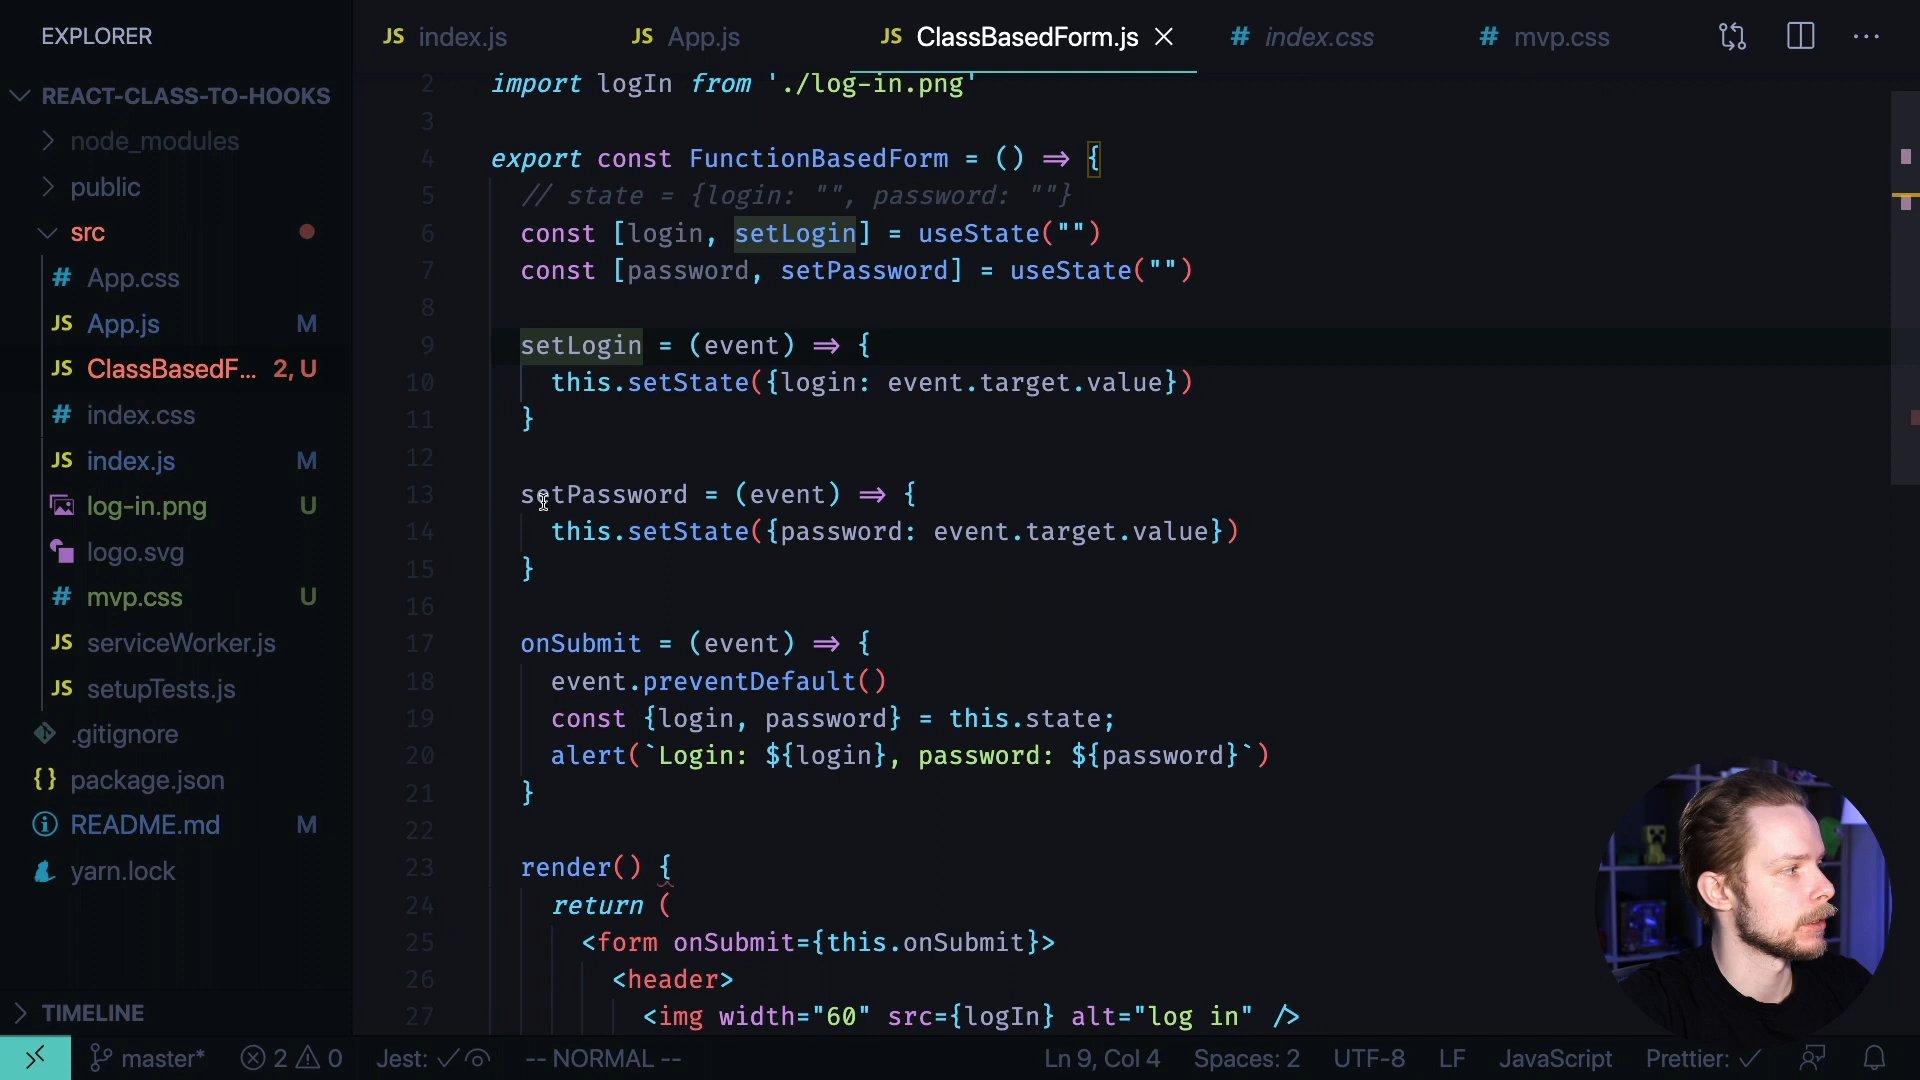 EXPLORER
REACT-CLASS-TO-HOOKS
node_modules
public
src
# App.css
JS App.js M
JS ClassBasedF... 2, U
# index.css
JS index.js M
log-in.png U
logo.svg
# mvp.css U
JS serviceWorker.js
JS setupTests.js
.gitignore
{} package.json
README.md M
yarn.lock
TIMELINE
JS index.js JS App.js JS ClassBasedForm.js # index.css # mvp.css
2 import logIn from './log-in.png'
3
4 export const FunctionBasedForm = () => {
5 // state = {login: "", password: ""}
6 const [login, setLogin] = useState("")
7 const [password, setPassword] = useState("")
8
9 setLogin = (event) => {
10 this.setState({login: event.target.value})
11 }
12
13 setPassword = (event) => {
14 this.setState({password: event.target.value})
15 }
16
17 onSubmit = (event) => {
18 event.preventDefault()
19 const {login, password} = this.state;
20 alert(`Login: ${login}, password: ${password}`)
21 }
22
23 render() {
24 return (
25 <form onSubmit={this.onSubmit}>
26 <header>
27 <img width="60" src={logIn} alt="log in" />
master* 2 0 Jest: -- NORMAL -- Ln 9, Col 4 Spaces: 2 UTF-8 LF JavaScript Prettier: